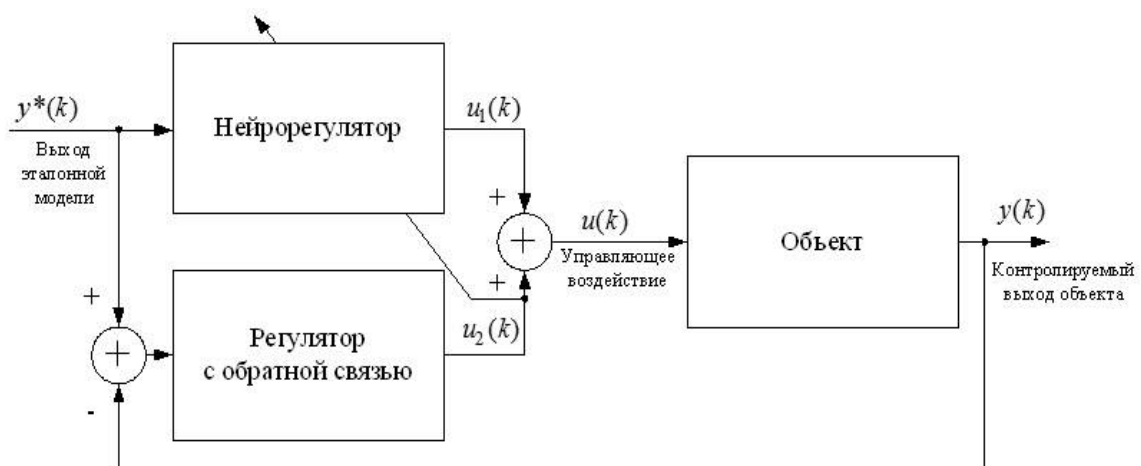 y*(k)
Выход
эталонной
модели
Нейрорегулятор
u₁(k)
+
+
+
u(k)
Управляющее
воздействие
Объект
y(k)
Контролируемый
выход объекта
+
+
-
Регулятор
с обратной связью
u₂(k)